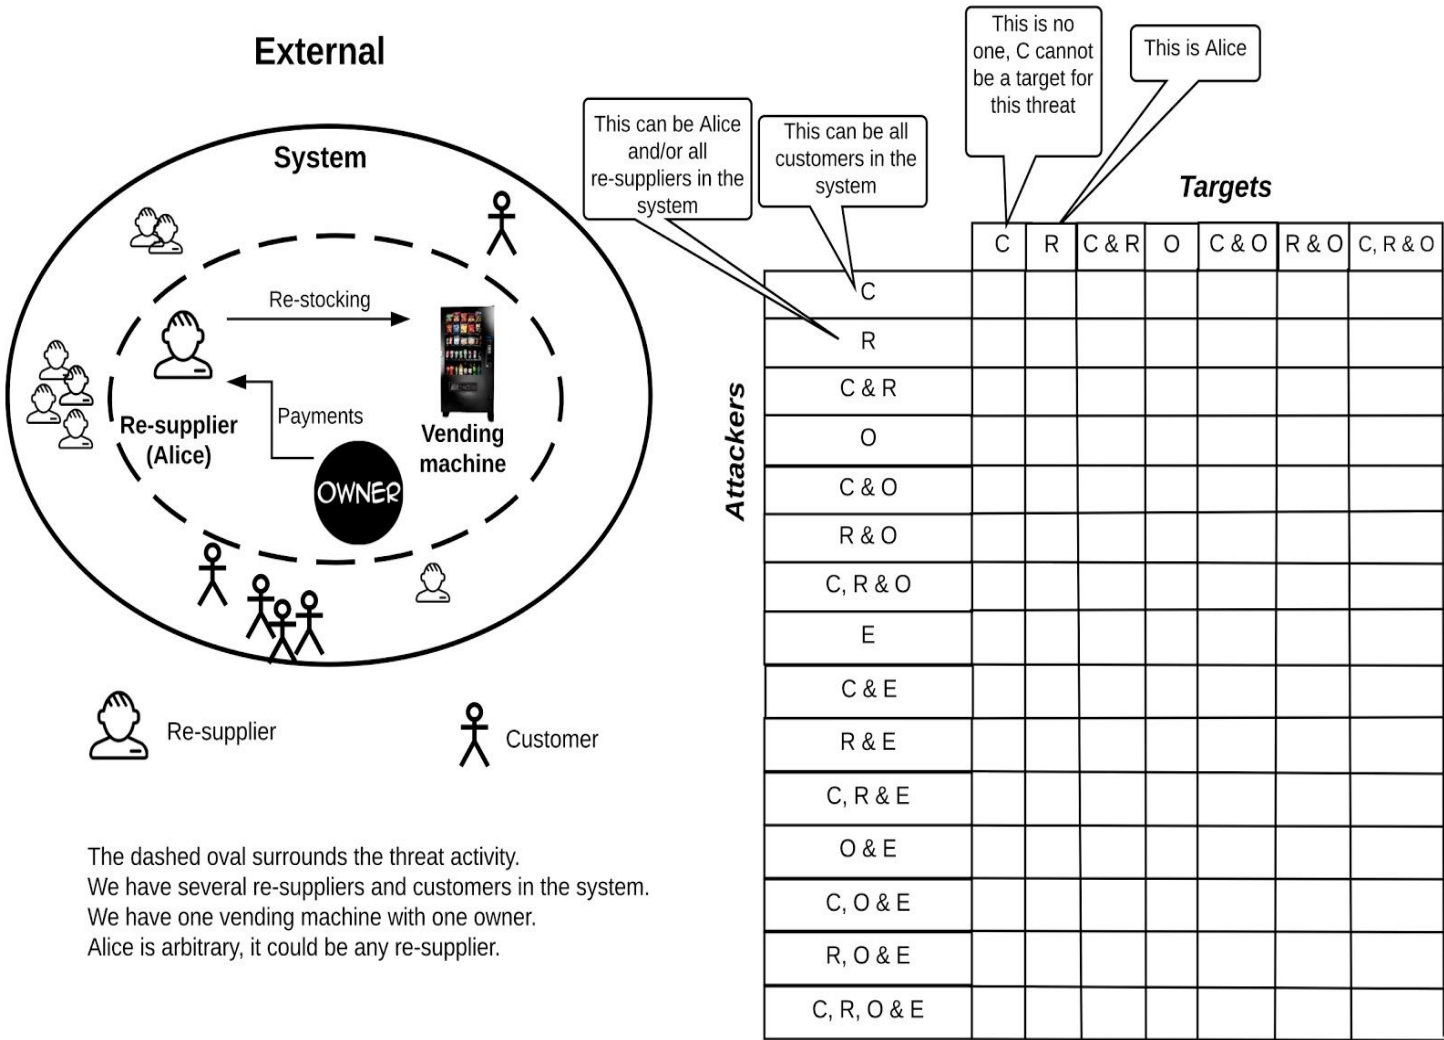 External
System
Re-stocking
Payments
Re-supplier
(Alice)
Vending
machine
OWNER
Re-supplier
Customer
The dashed oval surrounds the threat activity.
We have several re-suppliers and customers in the system.
We have one vending machine with one owner.
Alice is arbitrary, it could be any re-supplier.
This can be Alice
and/or all
re-suppliers in the
system
This can be all
customers in the
system
This is no
one, C cannot
be a target for
this threat
This is Alice
Targets
C R C & R O C & O R & O C, R & O
Attackers
C
R
C & R
O
C & O
R & O
C, R & O
E
C & E
R & E
C, R & E
O & E
C, O & E
R, O & E
C, R, O & E